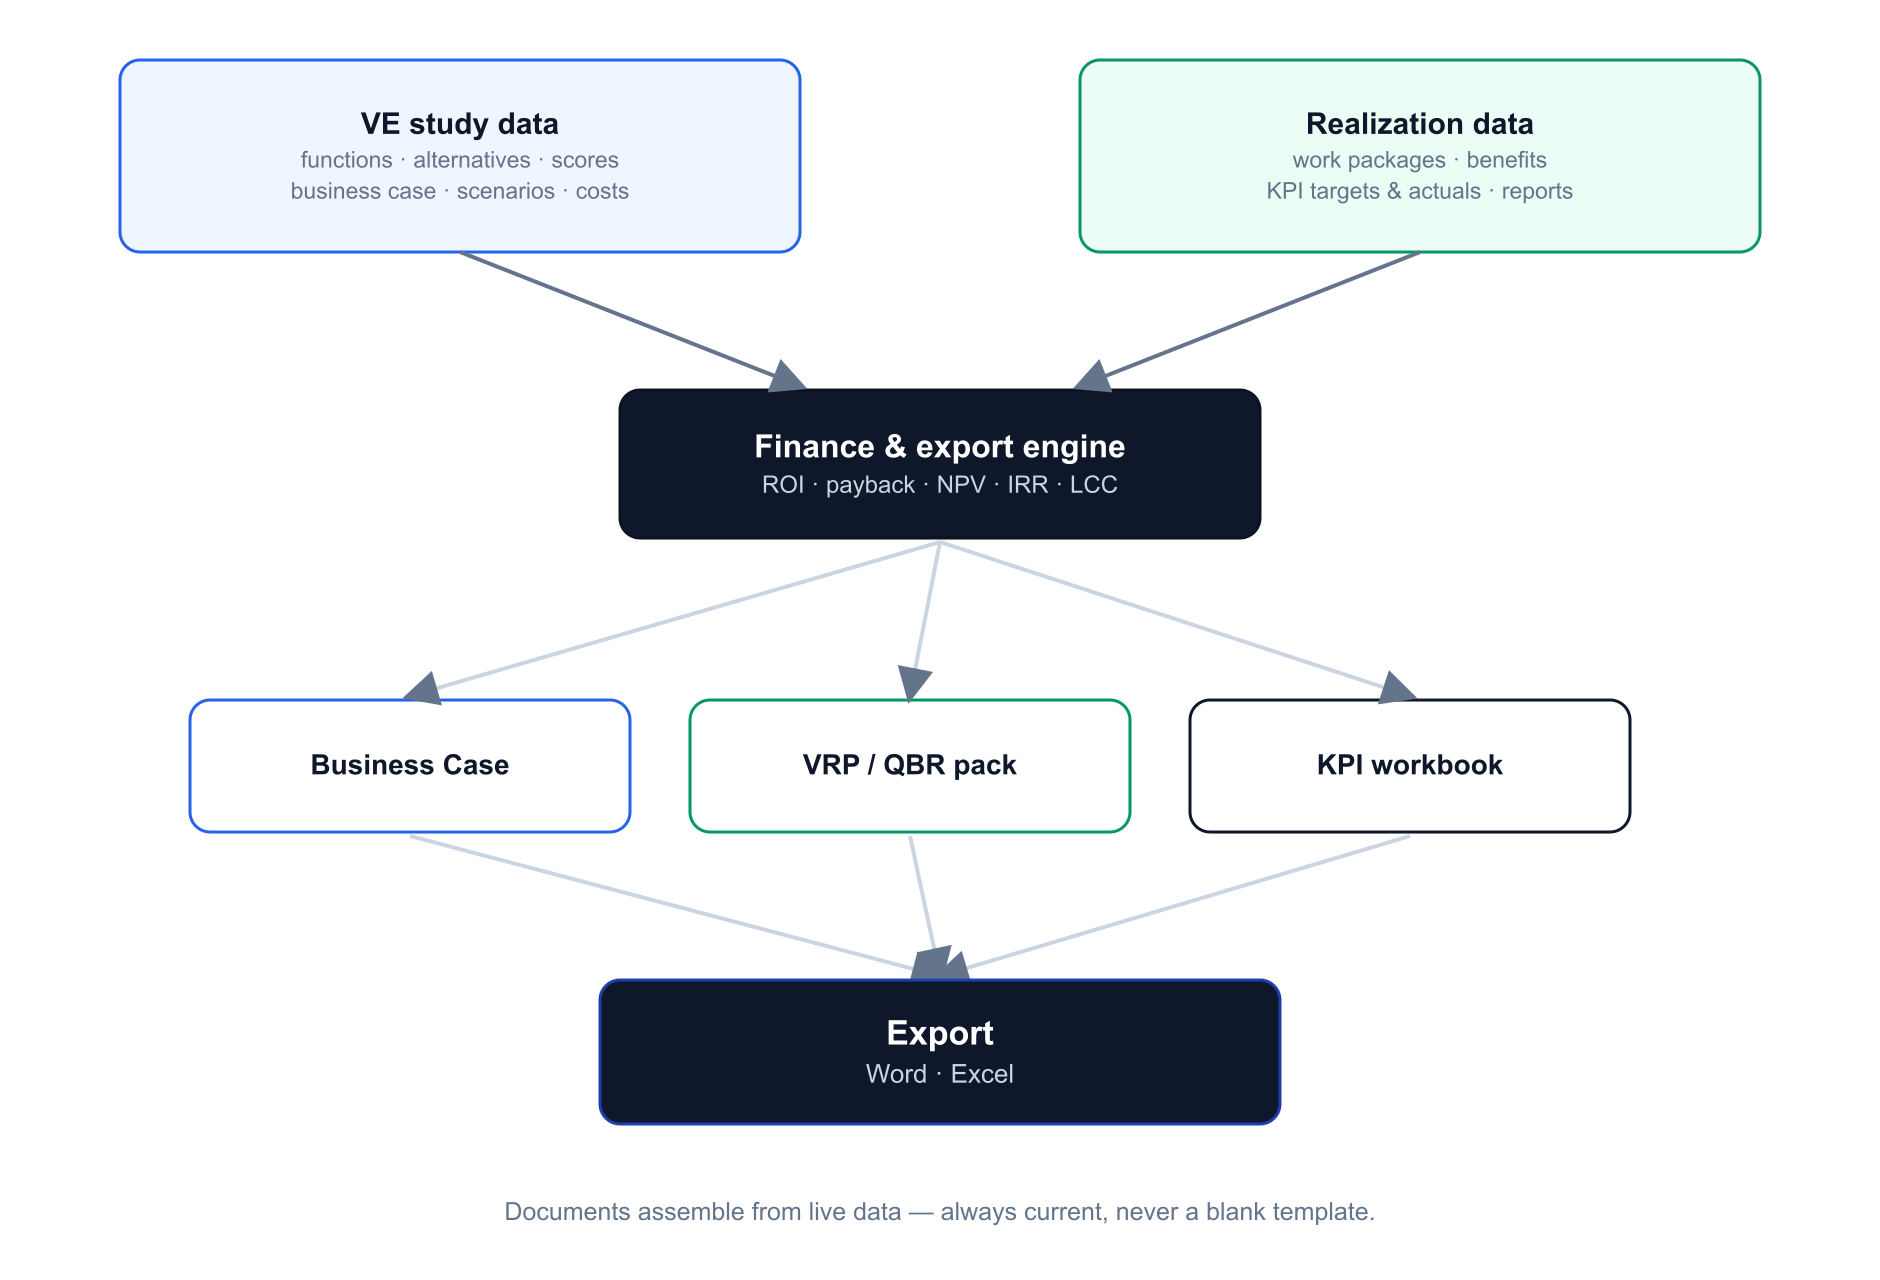 VE study data
functions · alternatives · scores
business case · scenarios · costs
Realization data
work packages · benefits
KPI targets & actuals · reports
Finance & export engine
ROI · payback · NPV · IRR · LCC
Business Case
VRP / QBR pack
KPI workbook
Export
Word · Excel
Documents assemble from live data — always current, never a blank template.